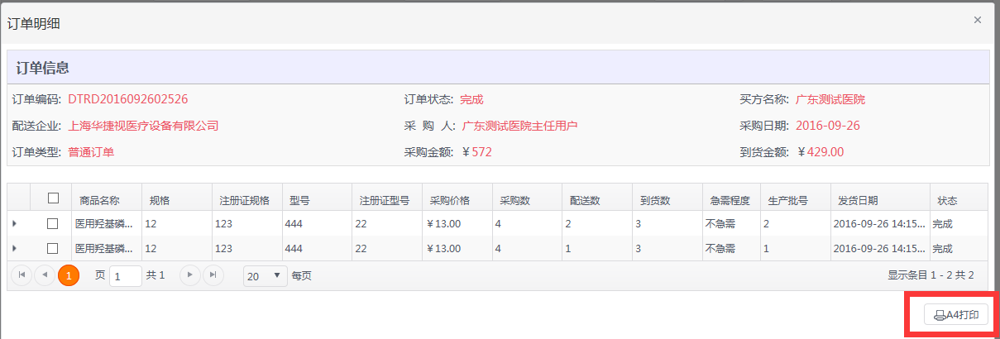 订单明细 ×
订单信息
订单编码: DTRD2016092602526 订单状态: 完成 买方名称: 广东测试医院
配送企业: 上海华捷视医疗设备有限公司 采 购 人: 广东测试医院主任用户 采购日期: 2016-09-26
订单类型: 普通订单 采购金额: ￥572 到货金额: ￥429.00
商品名称 规格 注册证规格 型号 注册证型号 采购价格 采购数 配送数 到货数 急需程度 生产批号 发货日期 状态
医用羟基磷... 12 123 444 22 ￥13.00 4 2 3 不急需 2 2016-09-26 14:15... 完成
医用羟基磷... 12 123 444 22 ￥13.00 4 1 3 不急需 1 2016-09-26 14:15... 完成
1 页 1 共 1 20 每页 显示条目 1 - 2 共 2
A4打印